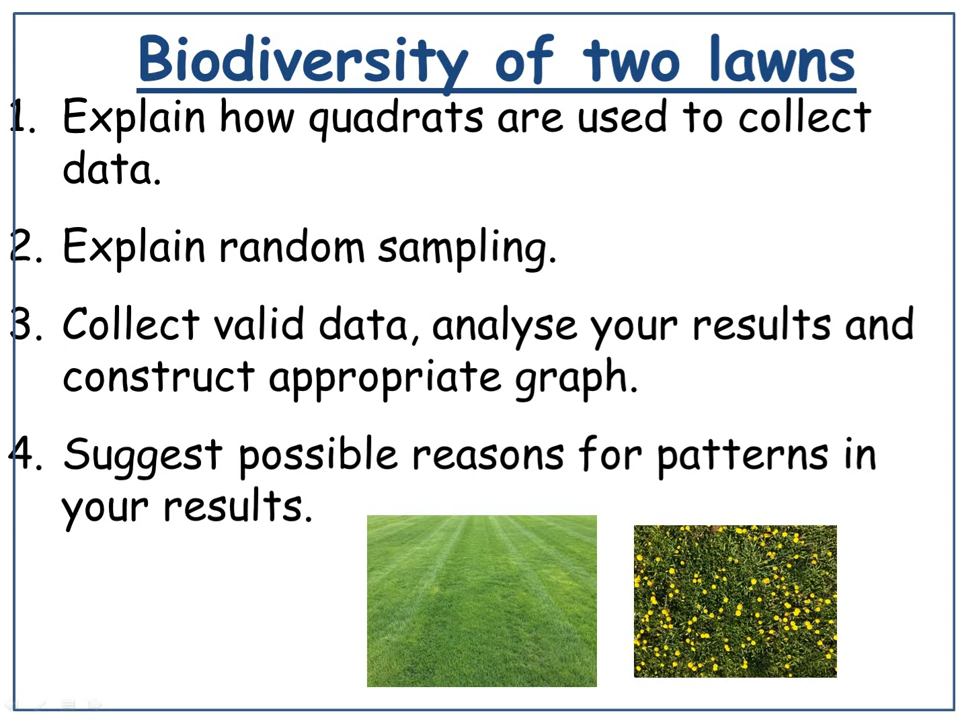 Biodiversity of two lawns
1. Explain how quadrats are used to collect
data.
2. Explain random sampling.
3. Collect valid data, analyse your results and
construct appropriate graph.
4. Suggest possible reasons for patterns in
your results.